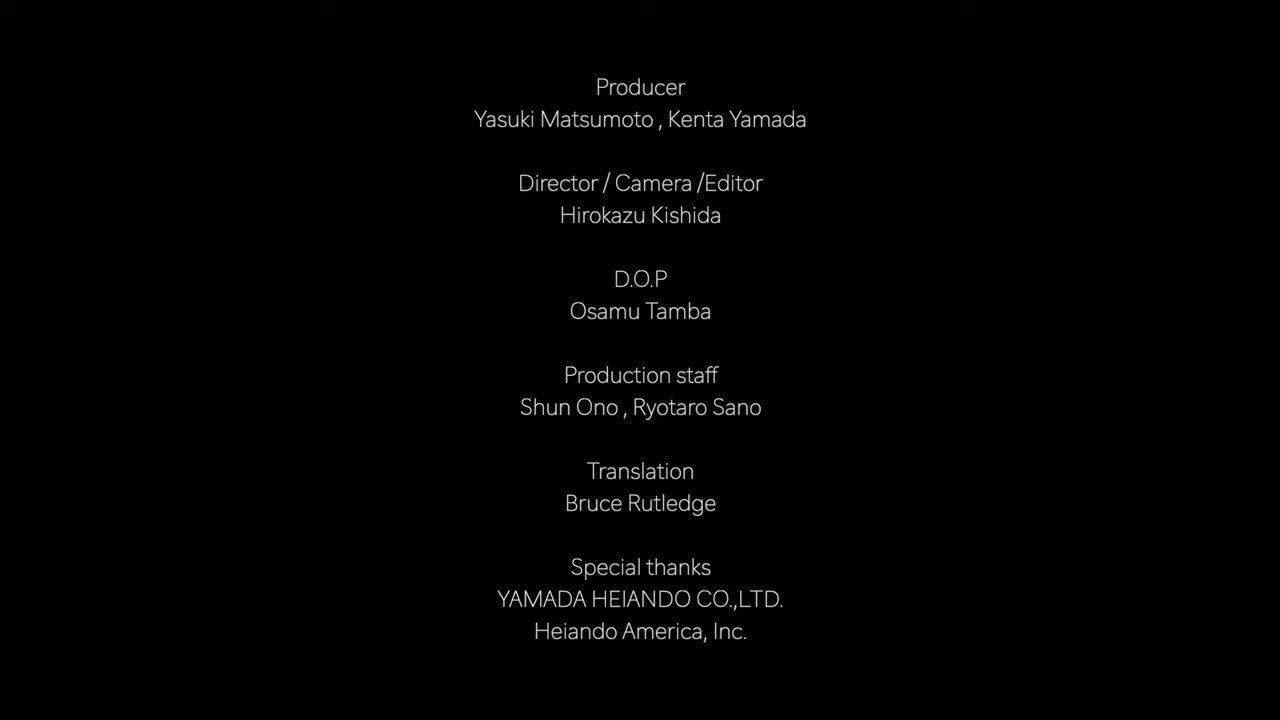 Producer
Yasuki Matsumoto , Kenta Yamada
Director / Camera /Editor
Hirokazu Kishida
D.O.P
Osamu Tamba
Production staff
Shun Ono , Ryotaro Sano
Translation
Bruce Rutledge
Special thanks
YAMADA HEIANDO CO.,LTD.
Heiando America, Inc.